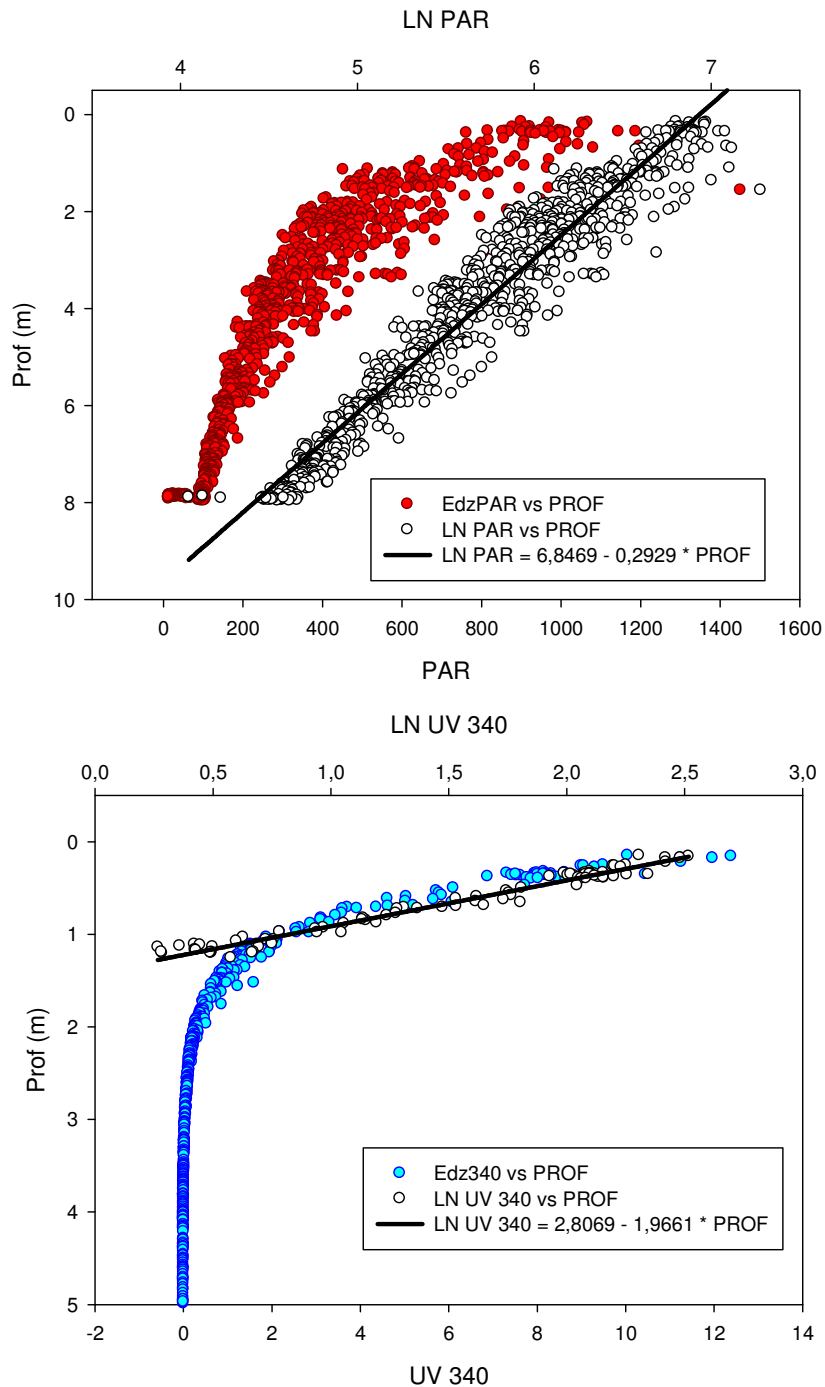 LN PAR
4 5 6 7
0
2
4
6
8
10
Prof (m)
EdzPAR vs PROF
LN PAR vs PROF
LN PAR = 6,8469 - 0,2929 * PROF
0 200 400 600 800 1000 1200 1400 1600
PAR
LN UV 340
0,0 0,5 1,0 1,5 2,0 2,5 3,0
0
1
2
3
4
5
Prof (m)
Edz340 vs PROF
LN UV 340 vs PROF
LN UV 340 = 2,8069 - 1,9661 * PROF
-2 0 2 4 6 8 10 12 14
UV 340